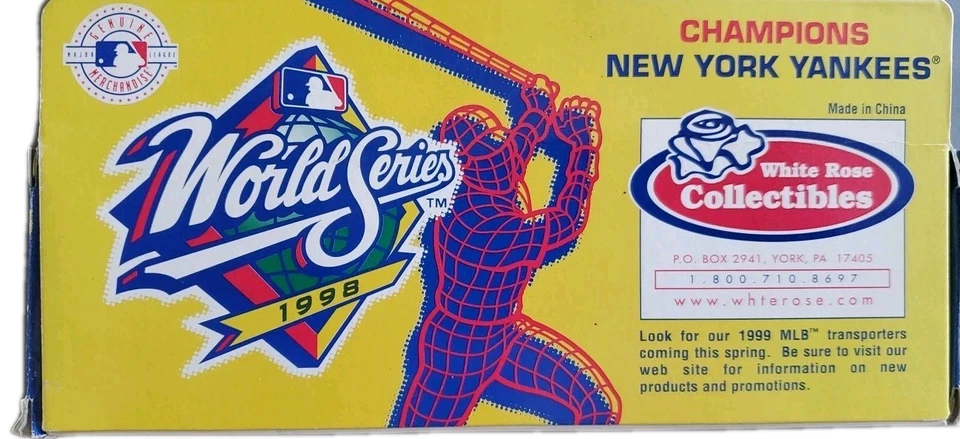 GENUINE
MAJOR LEAGUE
MERCHANDISE
World Series™
1998
CHAMPIONS
NEW YORK YANKEES®
Made in China
White Rose
Collectibles
P.O. BOX 2941, YORK, PA 17405
1.800.710.8697
www.whterose.com
Look for our 1999 MLB™ transporters
coming this spring. Be sure to visit our
web site for information on new
products and promotions.